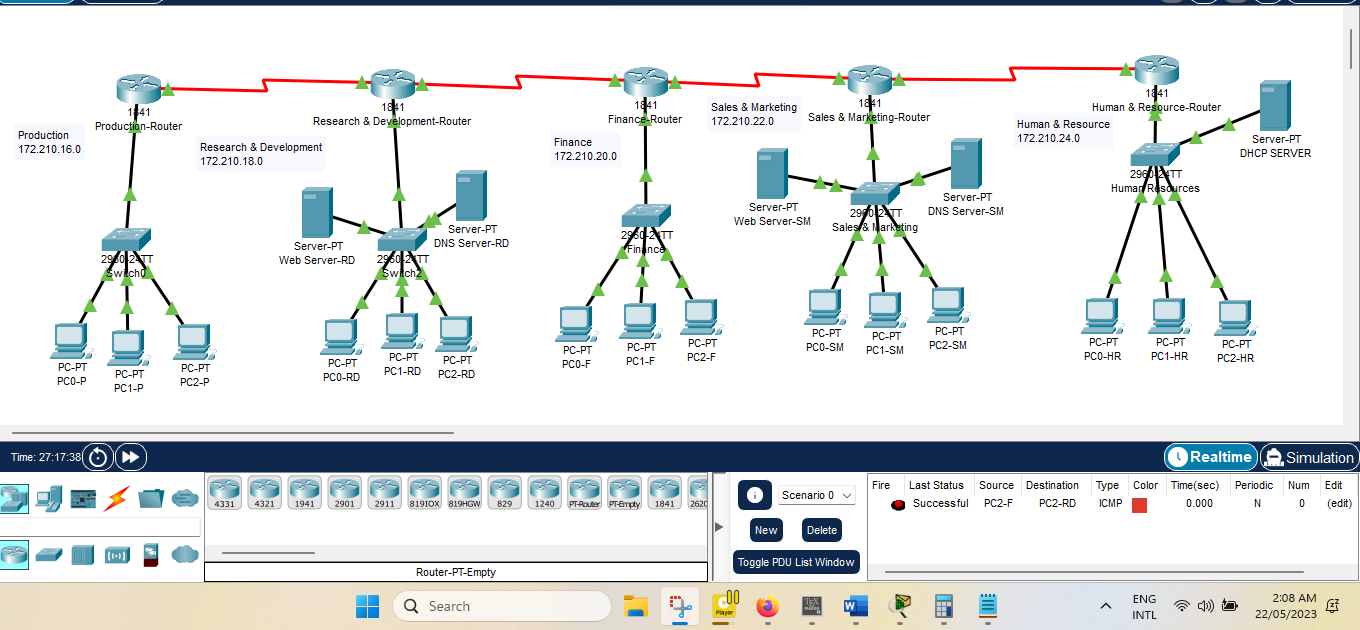 1841
Production-Router
1841
Research & Development-Router
1841
Finance-Router
1841
Sales & Marketing-Router
1841
Human & Resource-Router
Production
172.210.16.0
Research & Development
172.210.18.0
Finance
172.210.20.0
Sales & Marketing
172.210.22.0
Human & Resource
172.210.24.0
Server-PT
DHCP SERVER
2960-24TT
Switch0
Server-PT
Web Server-RD
2960-24TT
Switch2
Server-PT
DNS Server-RD
2960-24TT
Finance
Server-PT
Web Server-SM
2960-24TT
Sales & Marketing
Server-PT
DNS Server-SM
2960-24TT
Human Resources
PC-PT
PC0-P
PC-PT
PC1-P
PC-PT
PC2-P
PC-PT
PC0-RD
PC-PT
PC1-RD
PC-PT
PC2-RD
PC-PT
PC0-F
PC-PT
PC1-F
PC-PT
PC2-F
PC-PT
PC0-SM
PC-PT
PC1-SM
PC-PT
PC2-SM
PC-PT
PC0-HR
PC-PT
PC1-HR
PC-PT
PC2-HR
Time: 27:17:38
Realtime
Simulation
4331 4321 1941 2901 2911 819IOX 819HGW 829 1240 PT-Router PT-Empty 1841 2620
Router-PT-Empty
Scenario 0
New Delete
Toggle PDU List Window
Fire Last Status Source Destination Type Color Time(sec) Periodic Num Edit
Successful PC2-F PC2-RD ICMP 0.000 N 0 (edit)
Search
Player
ENG
INTL
2:08 AM
22/05/2023